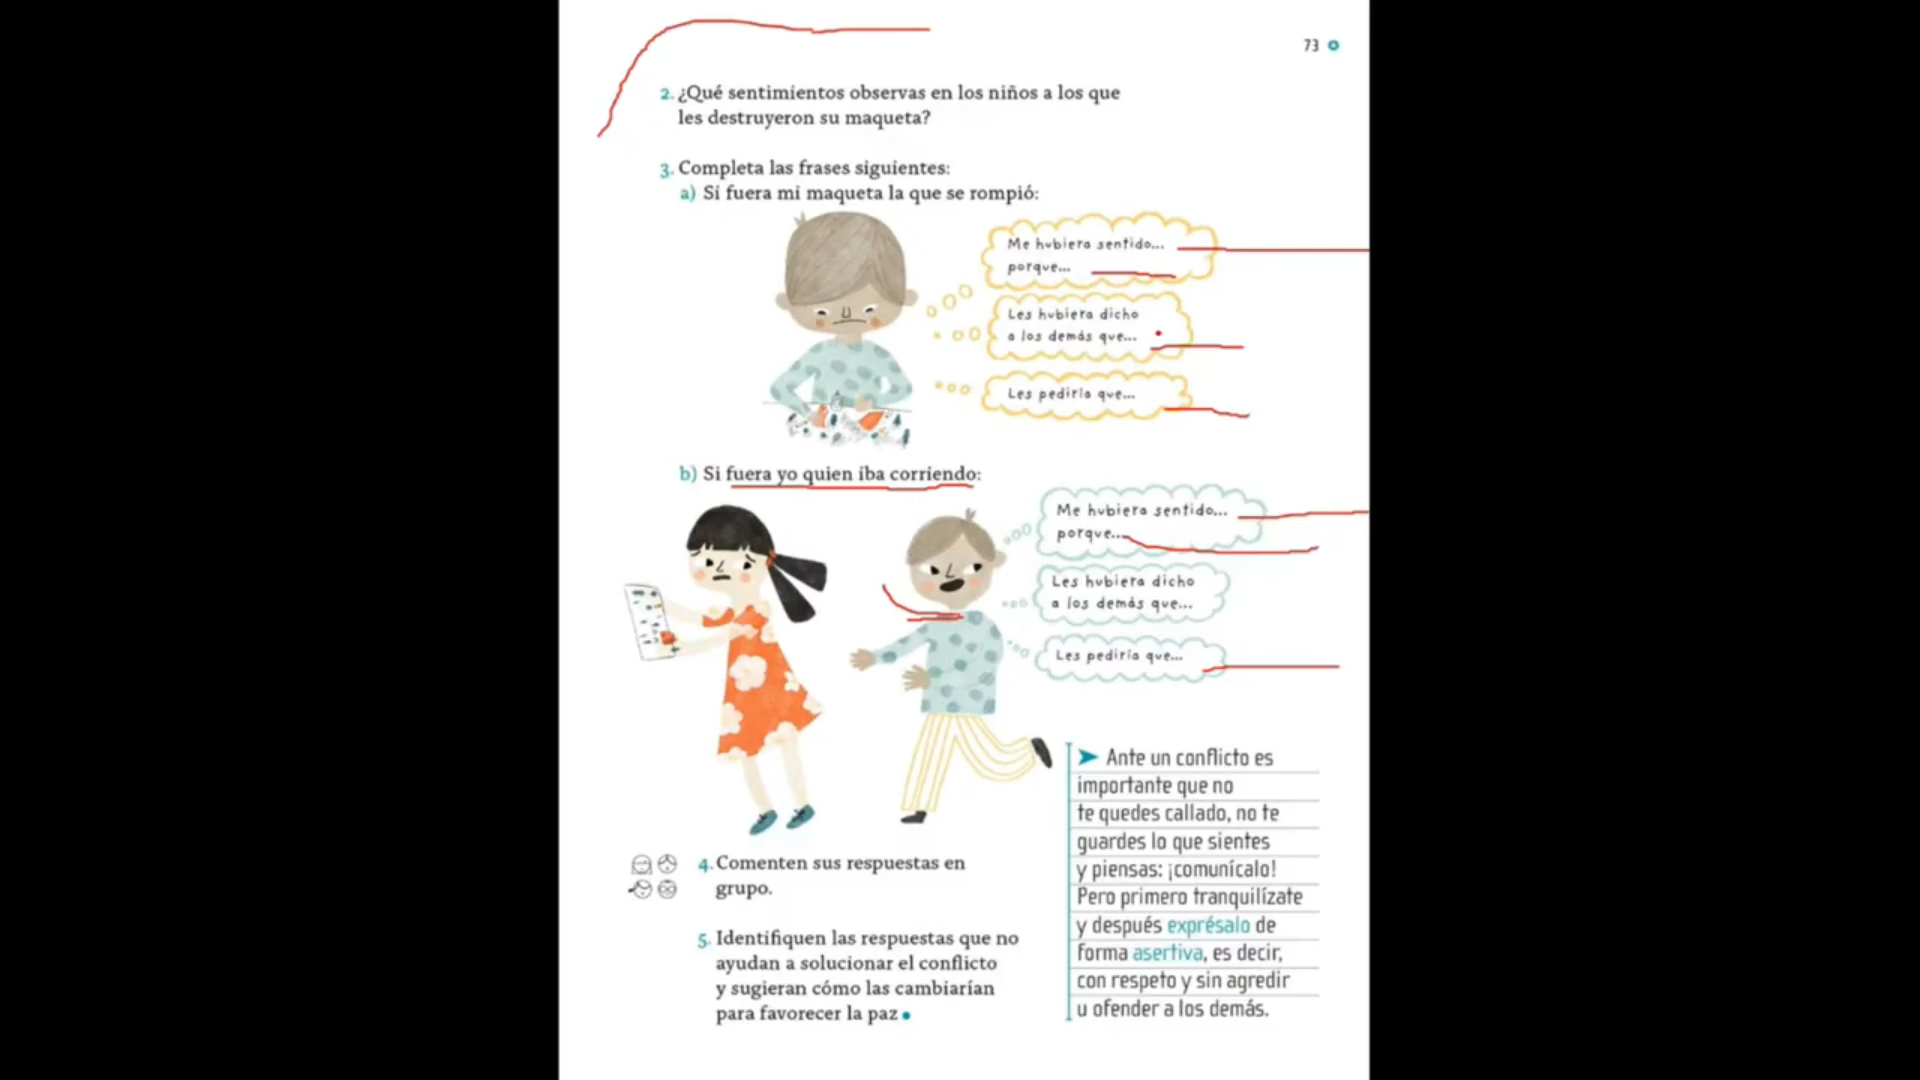 73
2. ¿Qué sentimientos observas en los niños a los que
les destruyeron su maqueta?
3. Completa las frases siguientes:
a) Si fuera mi maqueta la que se rompió:
Me hubiera sentido...
porque...
Les hubiera dicho
a los demás que...
Les pediría que...
b) Si fuera yo quien iba corriendo:
Me hubiera sentido...
porque...
Les hubiera dicho
a los demás que...
Les pediría que...
4. Comenten sus respuestas en
grupo.
5. Identifiquen las respuestas que no
ayudan a solucionar el conflicto
y sugieran cómo las cambiarían
para favorecer la paz
Ante un conflicto es
importante que no
te quedes callado, no te
guardes lo que sientes
y piensas: ¡comunícalo!
Pero primero tranquilízate
y después exprésalo de
forma asertiva, es decir,
con respeto y sin agredir
u ofender a los demás.